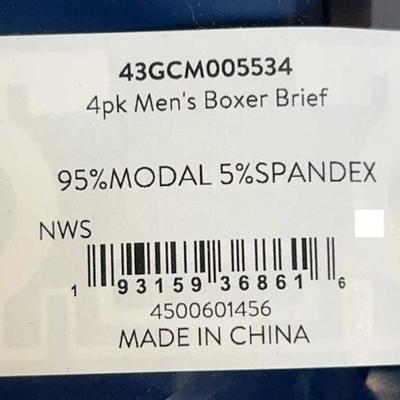 43GCM005534
4pk Men's Boxer Brief
95%MODAL 5%SPANDEX
NWS
1 93159 36861 6
4500601456
MADE IN CHINA